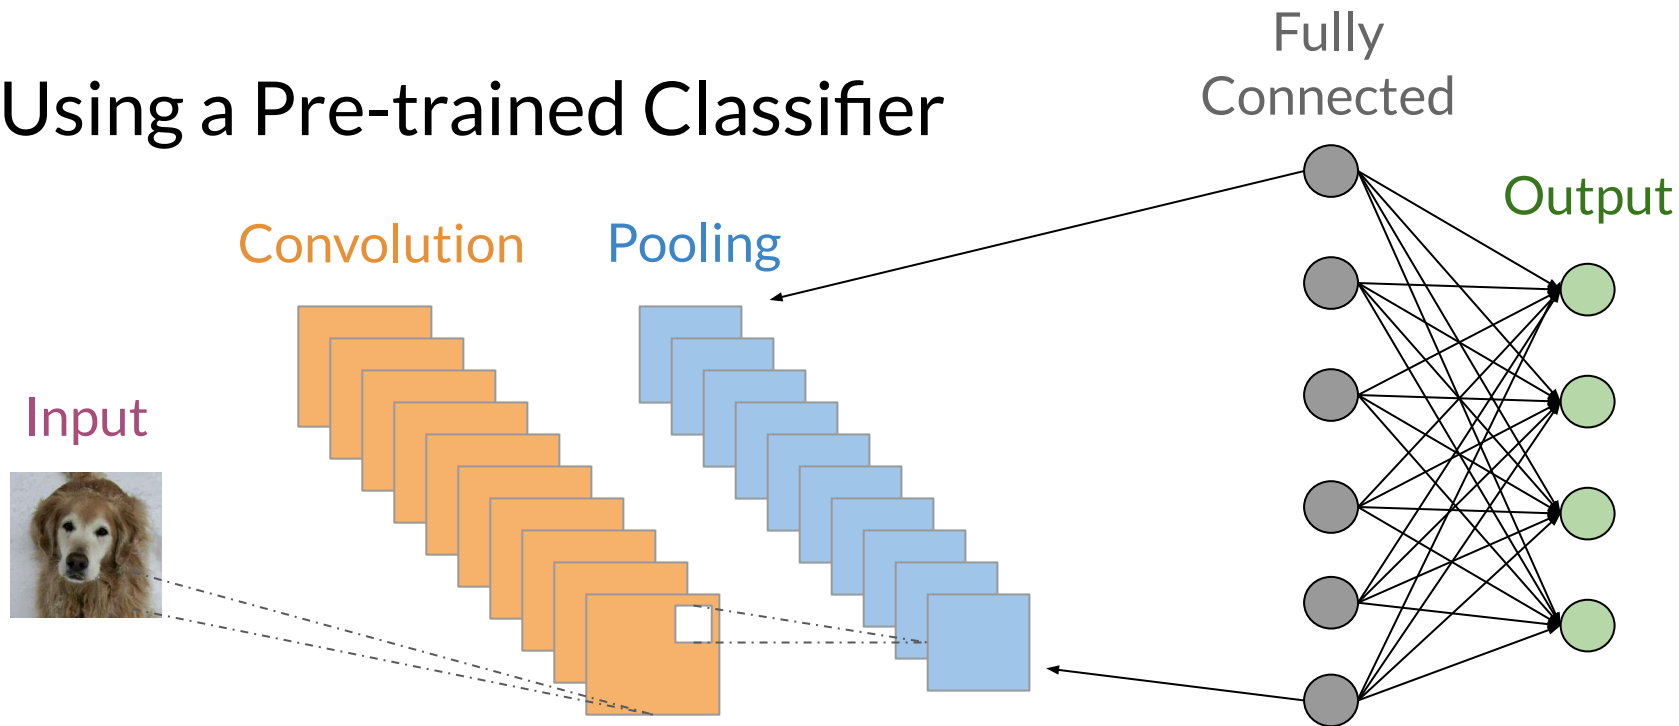 Using a Pre-trained Classifier
Fully
Connected
Output
Convolution
Pooling
Input